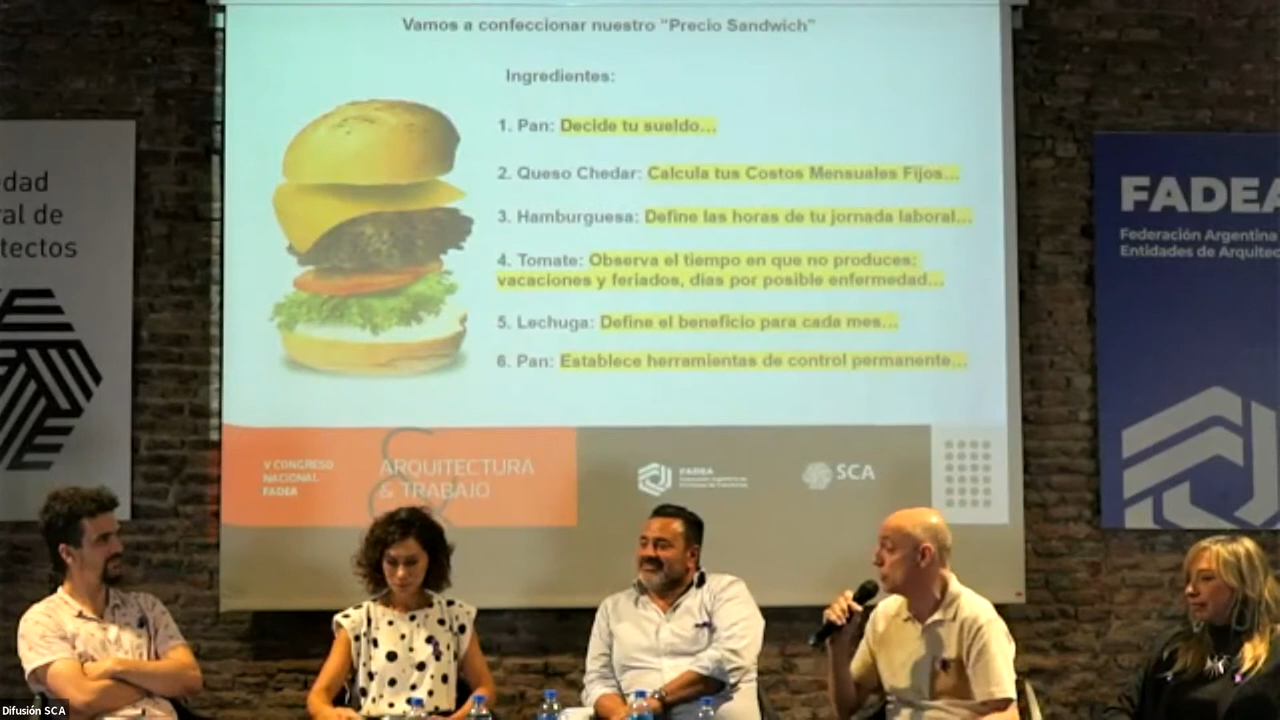 Vamos a confeccionar nuestro "Precio Sandwich"
Ingredientes:
1. Pan: Decide tu sueldo...
2. Queso Chedar: Calcula tus Costos Mensuales Fijos...
3. Hamburguesa: Define las horas de tu jornada laboral...
4. Tomate: Observa el tiempo en que no produces:
vacaciones y feriados, dias por posible enfermedad...
5. Lechuga: Define el beneficio para cada mes...
6. Pan: Establece herramientas de control permanente...
V CONGRESO
NACIONAL
FADEA
ARQUITECTURA
& TRABAJO
FADEA
SCA
edad
ral de
itectos
FADEA
Federación Argentina
Entidades de Arquitec
Difusión SCA